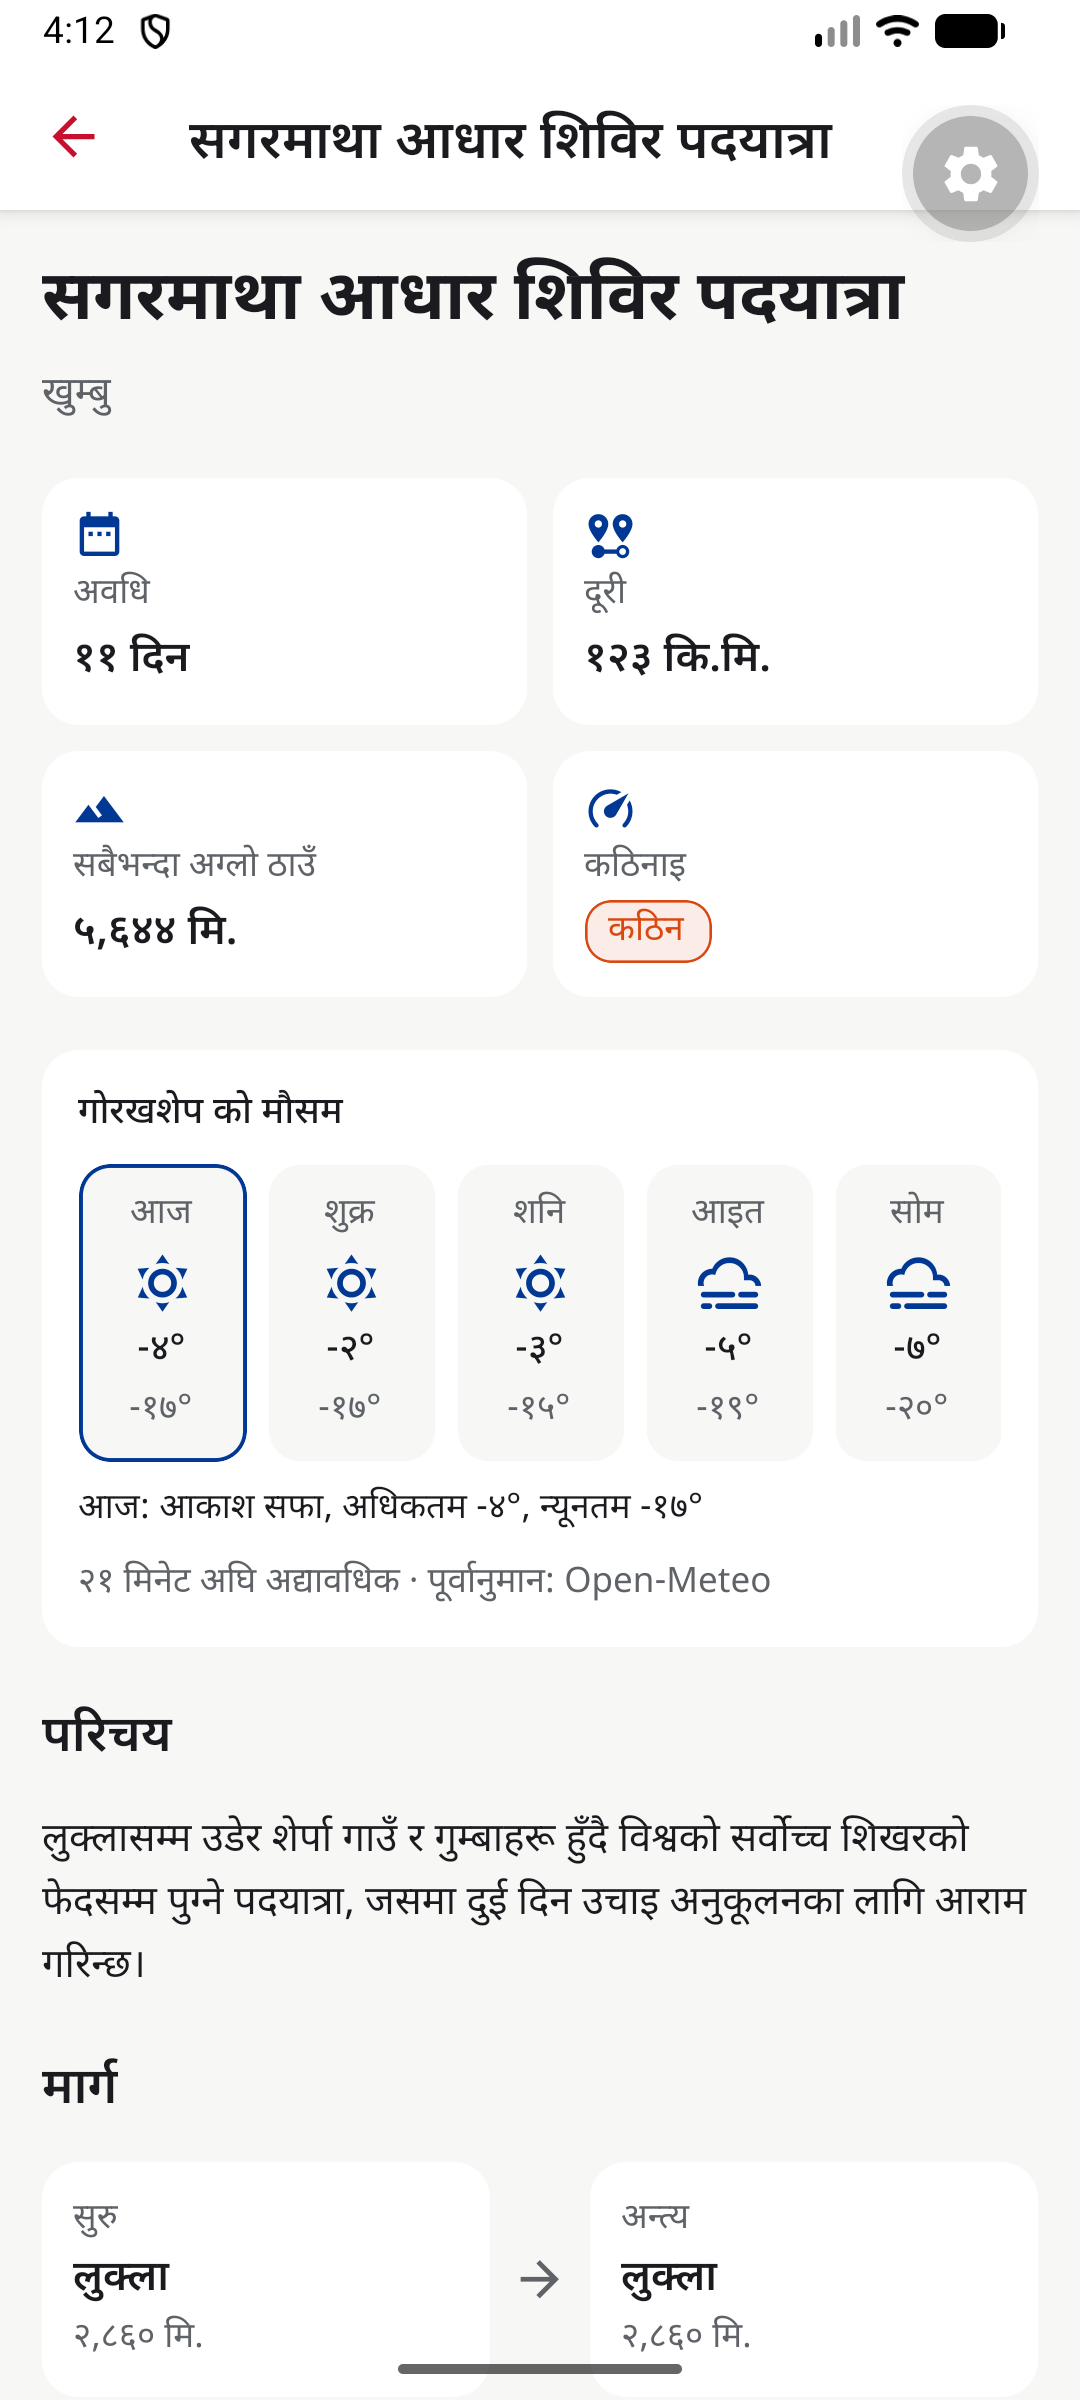 4:12
सगरमाथा आधार शिविर पदयात्रा
सगरमाथा आधार शिविर पदयात्रा
खुम्बु
अवधि
११ दिन
दूरी
१२३ कि.मि.
सबैभन्दा अग्लो ठाउँ
५,६४४ मि.
कठिनाइ
कठिन
गोरखशेप को मौसम
आज
शुक्र
शनि
आइत
सोम
-४°
-२°
-३°
-५°
-७°
-१७°
-१७°
-१५°
-१९°
-२०°
आज: आकाश सफा, अधिकतम -४°, न्यूनतम -१७°
२१ मिनेट अघि अद्यावधिक · पूर्वानुमान: Open-Meteo
परिचय
लुक्लासम्म उडेर शेर्पा गाउँ र गुम्बाहरू हुँदै विश्वको सर्वोच्च शिखरको
फेदसम्म पुग्ने पदयात्रा, जसमा दुई दिन उचाइ अनुकूलनका लागि आराम
गरिन्छ।
मार्ग
सुरु
लुक्ला
२,८६० मि.
अन्त्य
लुक्ला
२,८६० मि.